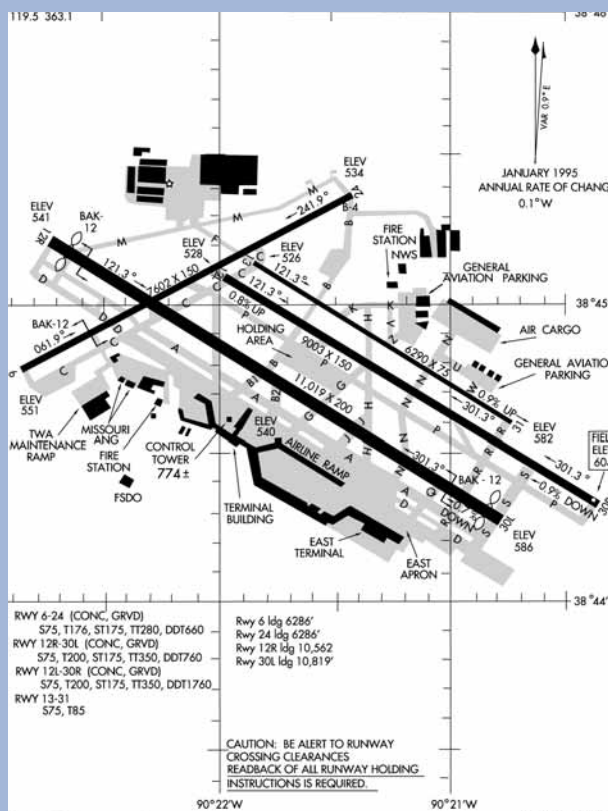 119.5 363.1
VAR 0.9° E
JANUARY 1995
ANNUAL RATE OF CHANG
0.1° W
ELEV
534
ELEV
541
BAK-
12
12R
M
M
M
E
24
B-4
241.9°
B
ELEV
528
C
ELEV
526
FIRE
STATION
NWS
GENERAL
AVIATION PARKING
121.3°
7602 X 150
121.3°
121.3°
0.8% UP
38°45'
HOLDING
AREA
AIR CARGO
BAK-12
061.9°
6
9003 X 150
6290 X 75
GENERAL AVIATION
PARKING
0.9% UP
31
ELEV
582
301.3°
11,019 X 200
B1
B2
ELEV
551
TWA
MAINTENANCE
RAMP
MISSOURI
ANG
FIRE
STATION
FSDO
CONTROL
TOWER
774±
ELEV
540
AIRLINE RAMP
TERMINAL
BUILDING
301.3°
BAK - 12
301.3°
0.9% DOWN
DOWN
30L
FIEL
ELE
EAST
TERMINAL
EAST
APRON
ELEV
586
38°44'
RWY 6-24 (CONC, GRVD)
S75, T176, ST175, TT280, DDT660
RWY 12R-30L (CONC, GRVD)
S75, T200, ST175, TT350, DDT760
RWY 12L-30R (CONC, GRVD)
S75, T200, ST175, TT350, DDT1760
RWY 13-31
S75, T85
Rwy 6 ldg 6286'
Rwy 24 ldg 6286'
Rwy 12R ldg 10,562
Rwy 30L ldg 10,819'
CAUTION: BE ALERT TO RUNWAY
CROSSING CLEARANCES
READBACK OF ALL RUNWAY HOLDING
INSTRUCTIONS IS REQUIRED.
90°22'
90°21'